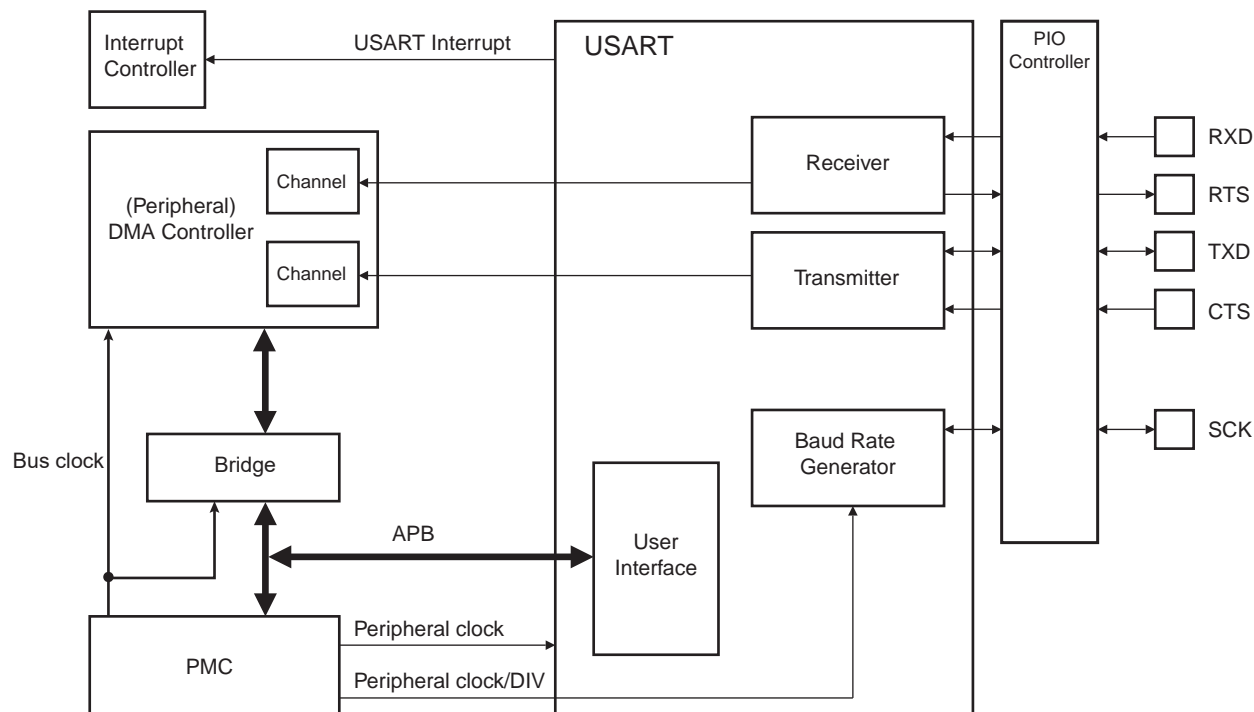 Interrupt
Controller
USART Interrupt
USART
PIO
Controller
RXD
RTS
TXD
CTS
SCK
(Peripheral)
DMA Controller
Channel
Channel
Receiver
Transmitter
Baud Rate
Generator
Bus clock
Bridge
APB
User
Interface
PMC
Peripheral clock
Peripheral clock/DIV